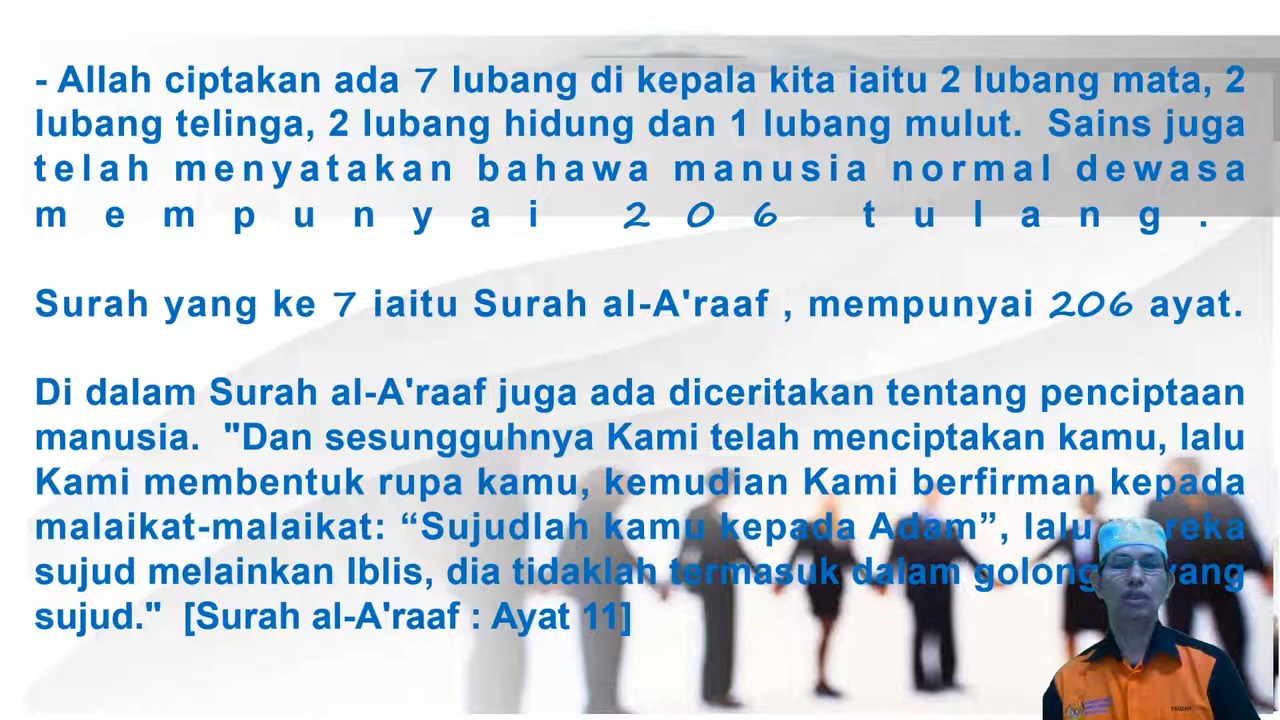 - Allah ciptakan ada 7 lubang di kepala kita iaitu 2 lubang mata, 2
lubang telinga, 2 lubang hidung dan 1 lubang mulut. Sains juga
telah menyatakan bahawa manusia normal dewasa
mempunyai 206 tulang.
Surah yang ke 7 iaitu Surah al-A'raaf , mempunyai 206 ayat.
Di dalam Surah al-A'raaf juga ada diceritakan tentang penciptaan
manusia. "Dan sesungguhnya Kami telah menciptakan kamu, lalu
Kami membentuk rupa kamu, kemudian Kami berfirman kepada
malaikat-malaikat: “Sujudlah kamu kepada Adam”, lalu
sujud melainkan Iblis, dia tidaklah termasuk dalam yang
sujud." [Surah al-A'raaf : Ayat 11]